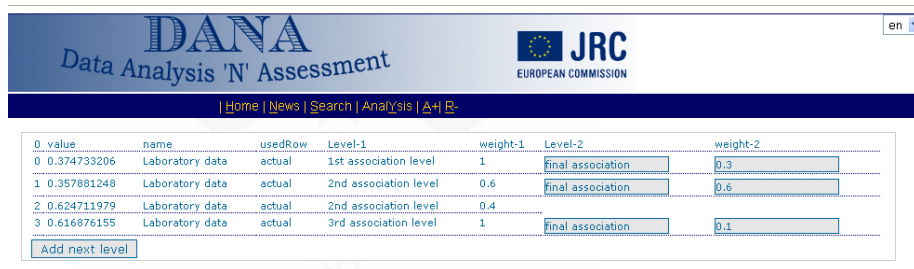 DANA
Data Analysis 'N' Assessment
JRC
EUROPEAN COMMISSION
en
| Home | News | Search | AnalYsis | A+| R-
0 value name usedRow Level-1 weight-1 Level-2 weight-2
0 0.374733206 Laboratory data actual 1st association level 1 final association 0.3
1 0.357881248 Laboratory data actual 2nd association level 0.6 final association 0.6
2 0.624711979 Laboratory data actual 2nd association level 0.4
3 0.616876155 Laboratory data actual 3rd association level 1 final association 0.1
Add next level